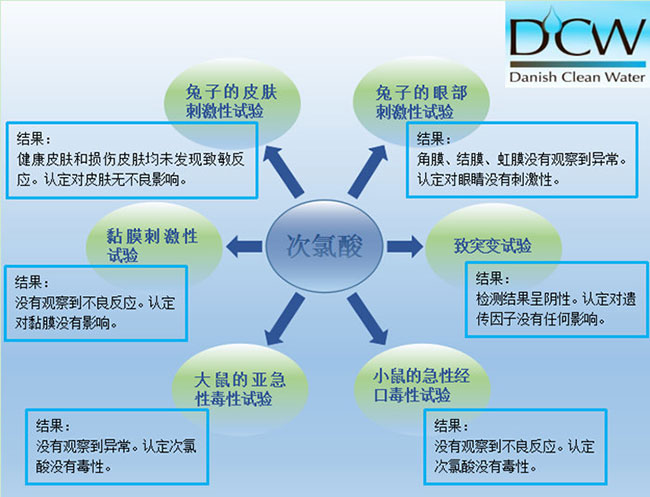 DCW
Danish Clean Water
兔子的皮肤
刺激性试验
兔子的眼部
刺激性试验
结果：
健康皮肤和损伤皮肤均未发现致敏反
应。认定对皮肤无不良影响。
结果：
角膜、结膜、虹膜没有观察到异常。
认定对眼睛没有刺激性。
黏膜刺激性
试验
次氯酸
致突变试验
结果：
没有观察到不良反应。认定
对黏膜没有影响。
结果：
检测结果呈阴性。认定对遗
传因子没有任何影响。
大鼠的亚急
性毒性试验
小鼠的急性经
口毒性试验
结果：
没有观察到异常。认定次氯
酸没有毒性。
结果：
没有观察到不良反应。认定
次氯酸没有毒性。